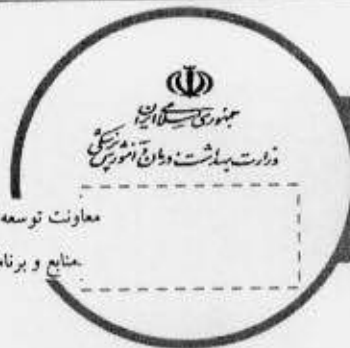 جمهوری اسلامی ایران
وزارت بهداشت، درمان و آموزش پزشکی
معاونت توسعه
منابع و برنا